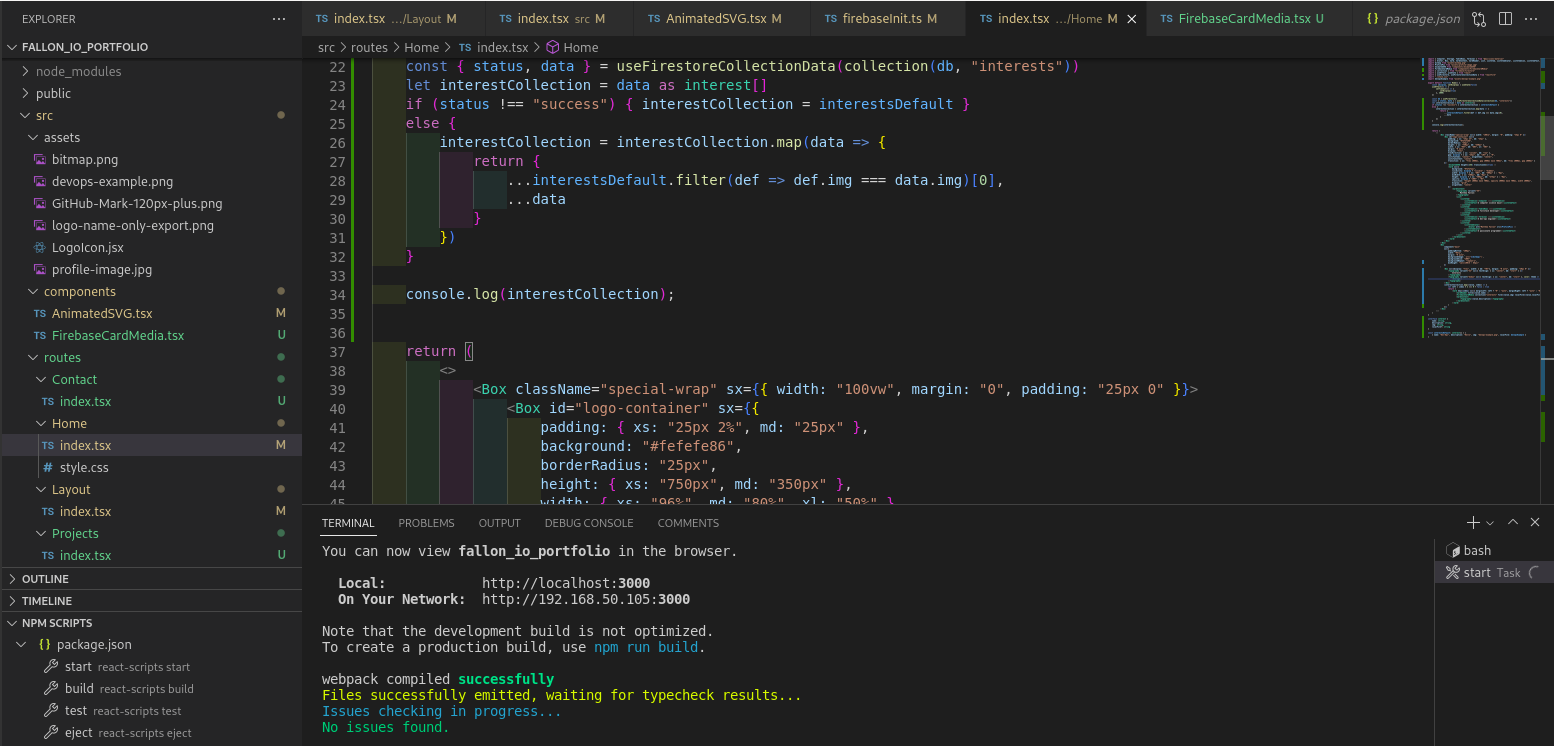 EXPLORER
FALLON_IO_PORTFOLIO
node_modules
public
src
assets
bitmap.png
devops-example.png
GitHub-Mark-120px-plus.png
logo-name-only-export.png
LogoIcon.jsx
profile-image.jpg
components
AnimatedSVG.tsx M
FirebaseCardMedia.tsx U
routes
Contact
index.tsx U
Home
index.tsx M
style.css
Layout
index.tsx M
Projects
index.tsx U
OUTLINE
TIMELINE
NPM SCRIPTS
package.json
start react-scripts start
build react-scripts build
test react-scripts test
eject react-scripts eject
index.tsx .../Layout M index.tsx src M AnimatedSVG.tsx M firebaseInit.ts M index.tsx .../Home M FirebaseCardMedia.tsx U package.json
src > routes > Home > TS index.tsx > Home
22 const { status, data } = useFirestoreCollectionData(collection(db, "interests"))
23 let interestCollection = data as interest[]
24 if (status !== "success") { interestCollection = interestsDefault }
25 else {
26 interestCollection = interestCollection.map(data => {
27 return {
28 ...interestsDefault.filter(def => def.img === data.img)[0],
29 ...data
30 }
31 })
32 }
33
34 console.log(interestCollection);
35
36
37 return (
38 <>
39 <Box className="special-wrap" sx={{ width: "100vw", margin: "0", padding: "25px 0" }}>
40 <Box id="logo-container" sx={{
41 padding: { xs: "25px 2%", md: "25px" },
42 background: "#fefefe86",
43 borderRadius: "25px",
44 height: { xs: "750px", md: "350px" },
45 width: { xs: "96%", md: "80%", xl: "50%" }
TERMINAL PROBLEMS OUTPUT DEBUG CONSOLE COMMENTS
You can now view fallon_io_portfolio in the browser.
Local: http://localhost:3000
On Your Network: http://192.168.50.105:3000
Note that the development build is not optimized.
To create a production build, use npm run build.
webpack compiled successfully
Files successfully emitted, waiting for typecheck results...
Issues checking in progress...
No issues found.
bash
start Task